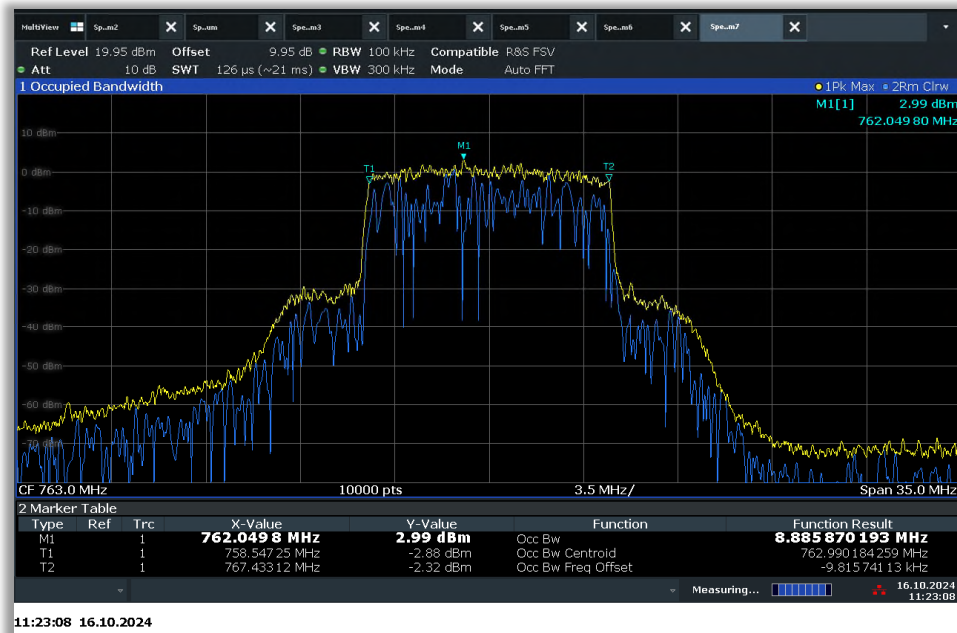 MultiView Sp...m2 Sp...um Spe...m3 Spe...m4 Spe...m5 Spe...m6 Spe...m7
Ref Level 19.95 dBm Offset 9.95 dB RBW 100 kHz Compatible R&S FSV
Att 10 dB SWT 126 µs (~21 ms) VBW 300 kHz Mode Auto FFT
1 Occupied Bandwidth 1Pk Max 2Rm Clrw
M1[1] 2.99 dBm
762.049 80 MHz
10 dBm
M1
T1 T2
0 dBm
-10 dBm
-20 dBm
-30 dBm
-40 dBm
-50 dBm
-60 dBm
-70 dBm
CF 763.0 MHz 10000 pts 3.5 MHz/ Span 35.0 MHz
2 Marker Table
Type Ref Trc X-Value Y-Value Function Function Result
M1 1 762.049 8 MHz 2.99 dBm Occ Bw 8.885 870 193 MHz
T1 1 758.547 25 MHz -2.88 dBm Occ Bw Centroid 762.990 184 259 MHz
T2 1 767.433 12 MHz -2.32 dBm Occ Bw Freq Offset -9.815 741 13 kHz
Measuring... 16.10.2024
11:23:08
11:23:08 16.10.2024